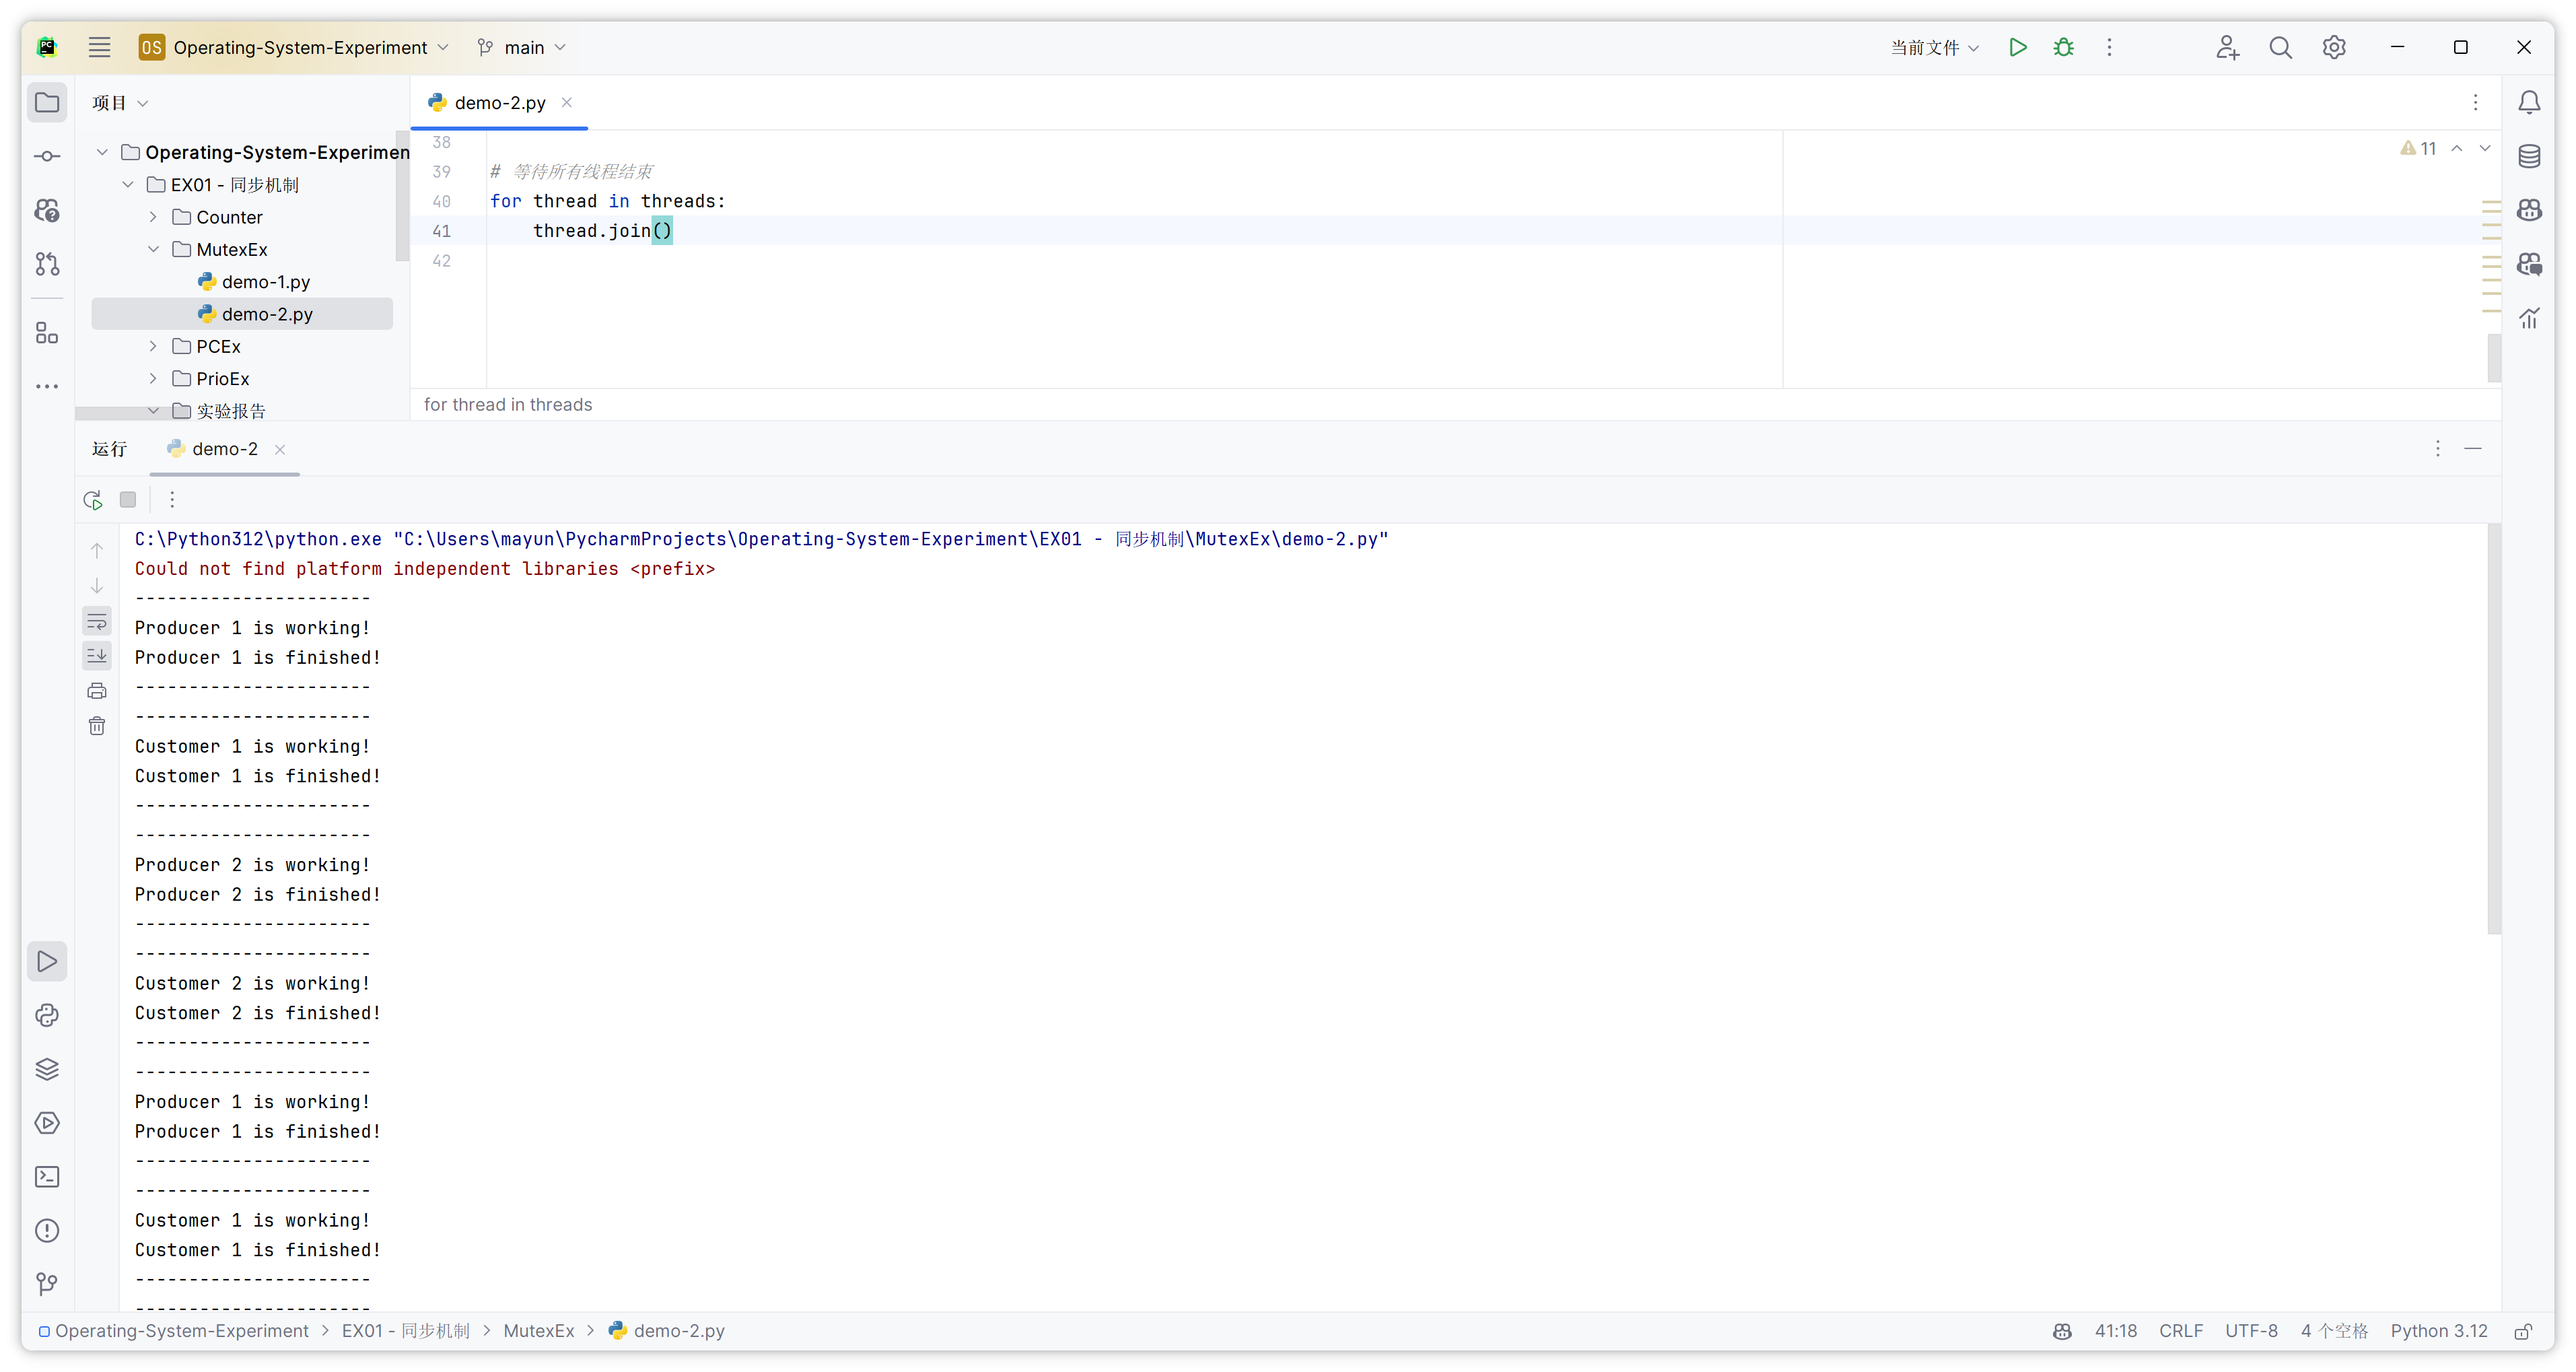 PC
OS Operating-System-Experiment main 当前文件
项目 demo-2.py
Operating-System-Experimen
EX01 - 同步机制
Counter
MutexEx
demo-1.py
demo-2.py
PCEx
PrioEx
实验报告
38
39 # 等待所有线程结束
40 for thread in threads:
41 thread.join()
42
11
for thread in threads
运行 demo-2
C:\Python312\python.exe "C:\Users\mayun\PycharmProjects\Operating-System-Experiment\EX01 - 同步机制\MutexEx\demo-2.py"
Could not find platform independent libraries <prefix>
----------------------
Producer 1 is working!
Producer 1 is finished!
----------------------
----------------------
Customer 1 is working!
Customer 1 is finished!
----------------------
----------------------
Producer 2 is working!
Producer 2 is finished!
----------------------
----------------------
Customer 2 is working!
Customer 2 is finished!
----------------------
----------------------
Producer 1 is working!
Producer 1 is finished!
----------------------
----------------------
Customer 1 is working!
Customer 1 is finished!
----------------------
----------------------
Operating-System-Experiment > EX01 - 同步机制 > MutexEx > demo-2.py 41:18 CRLF UTF-8 4 个空格 Python 3.12